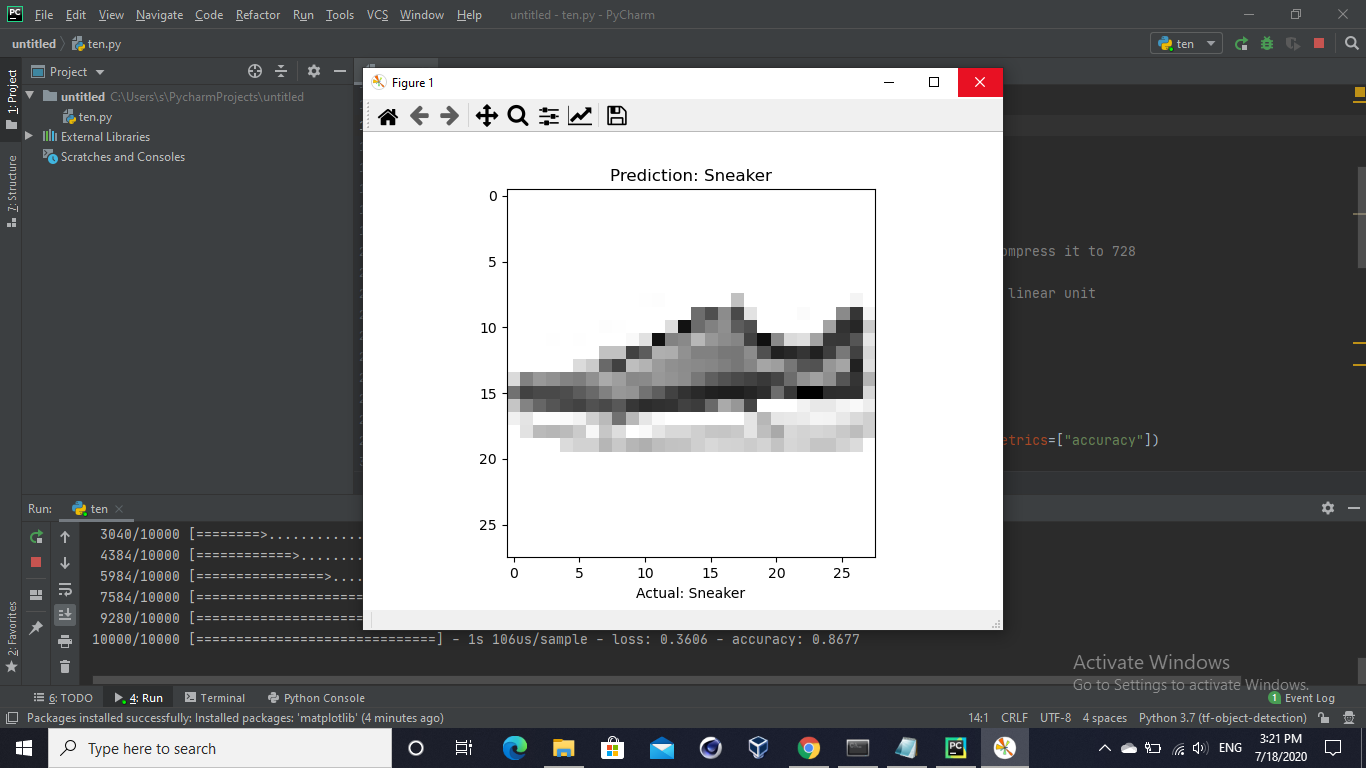 File Edit View Navigate Code Refactor Run Tools VCS Window Help untitled - ten.py - PyCharm
untitled ten.py ten
1: Project
Project
untitled C:\Users\s\PycharmProjects\untitled
ten.py
External Libraries
Scratches and Consoles
7: Structure
2: Favorites
Figure 1
Prediction: Sneaker
0
5
10
15
20
25
0 5 10 15 20 25
Actual: Sneaker
ompress it to 728
linear unit
etrics=["accuracy"])
Run: ten
3040/10000 [========>............
4384/10000 [============>........
5984/10000 [================>....
7584/10000 [=====================
9280/10000 [=====================
10000/10000 [==============================] - 1s 106us/sample - loss: 0.3606 - accuracy: 0.8677
Activate Windows
Go to Settings to activate Windows.
6: TODO 4: Run Terminal Python Console 1 Event Log
Packages installed successfully: Installed packages: 'matplotlib' (4 minutes ago) 14:1 CRLF UTF-8 4 spaces Python 3.7 (tf-object-detection)
Type here to search ENG 3:21 PM
7/18/2020